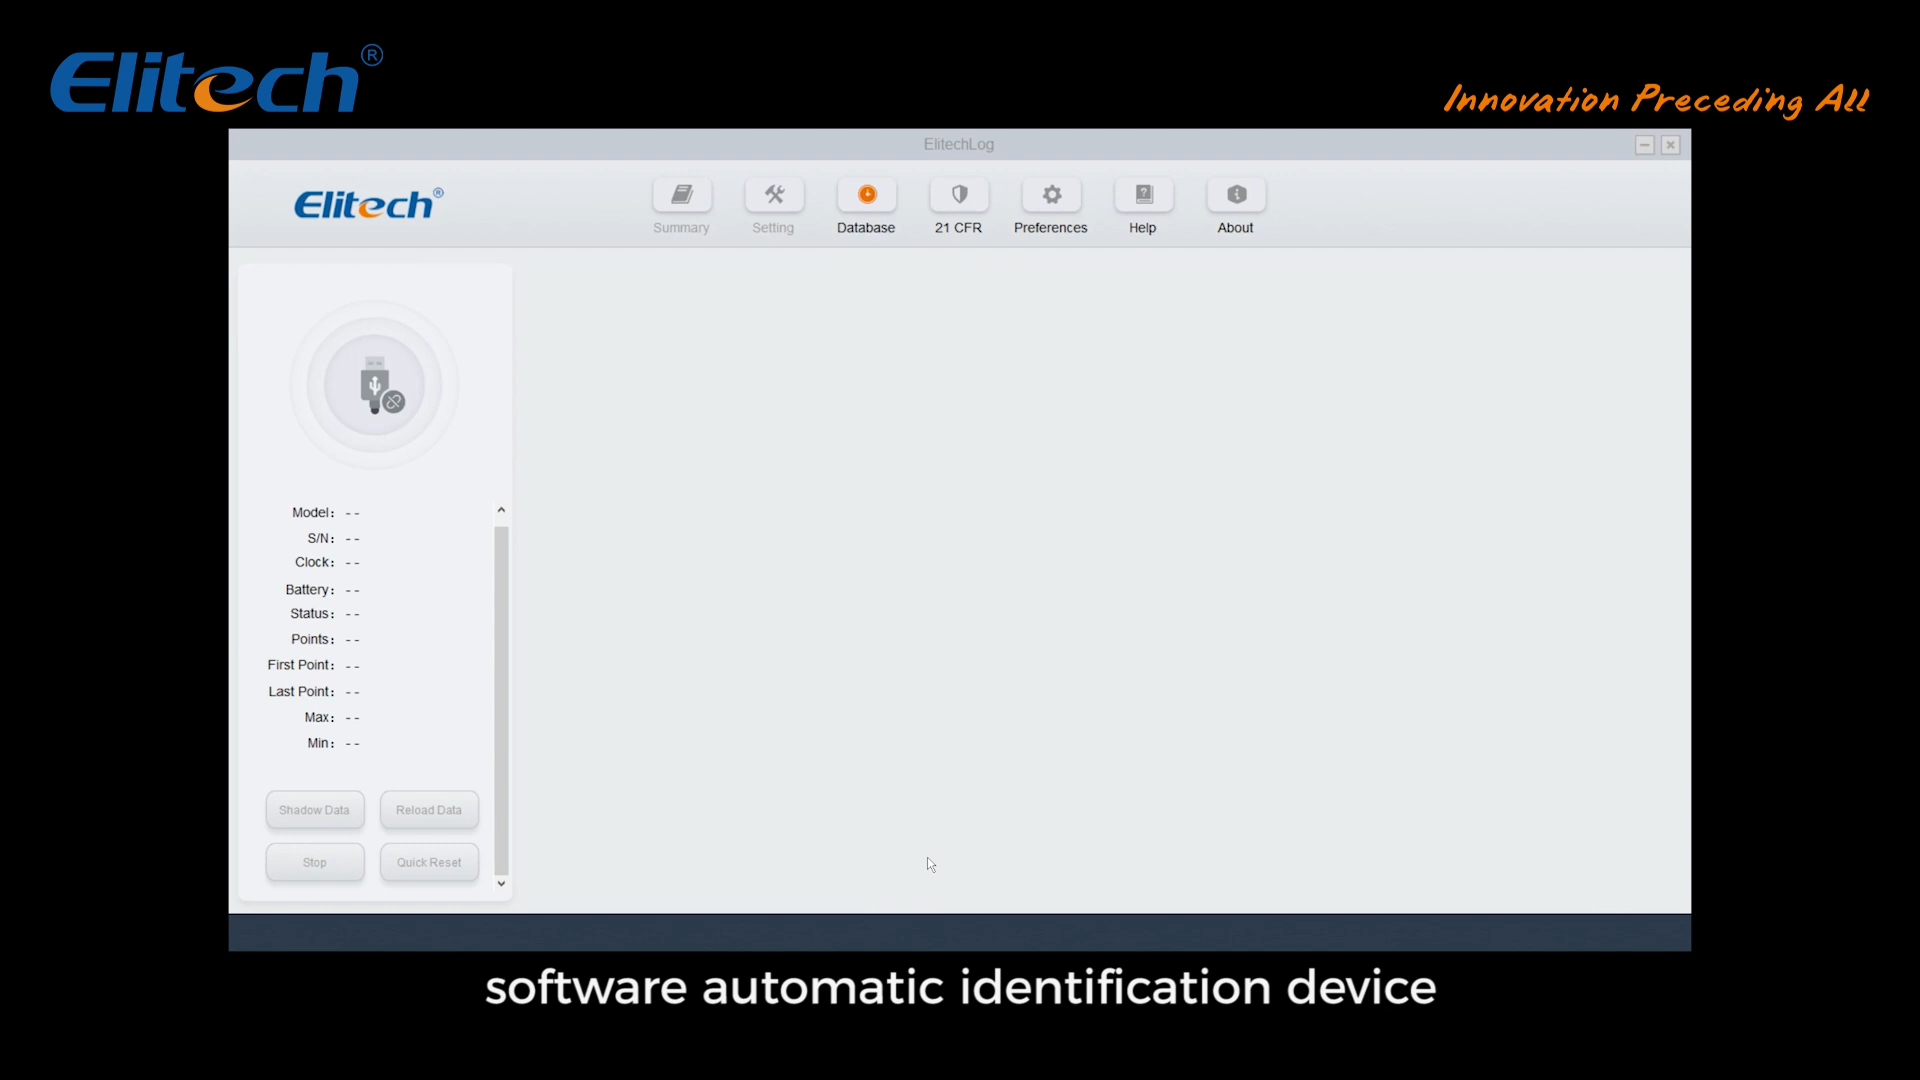 Elitech®
Innovation Preceding All
ElitechLog
Elitech®
Summary
Setting
Database
21 CFR
Preferences
Help
About
Model: --
S/N: --
Clock: --
Battery: --
Status: --
Points: --
First Point: --
Last Point: --
Max: --
Min: --
Shadow Data
Reload Data
Stop
Quick Reset
software automatic identification device